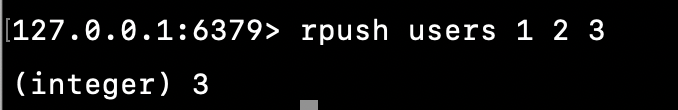 127.0.0.1:6379> rpush users 1 2 3
(integer) 3